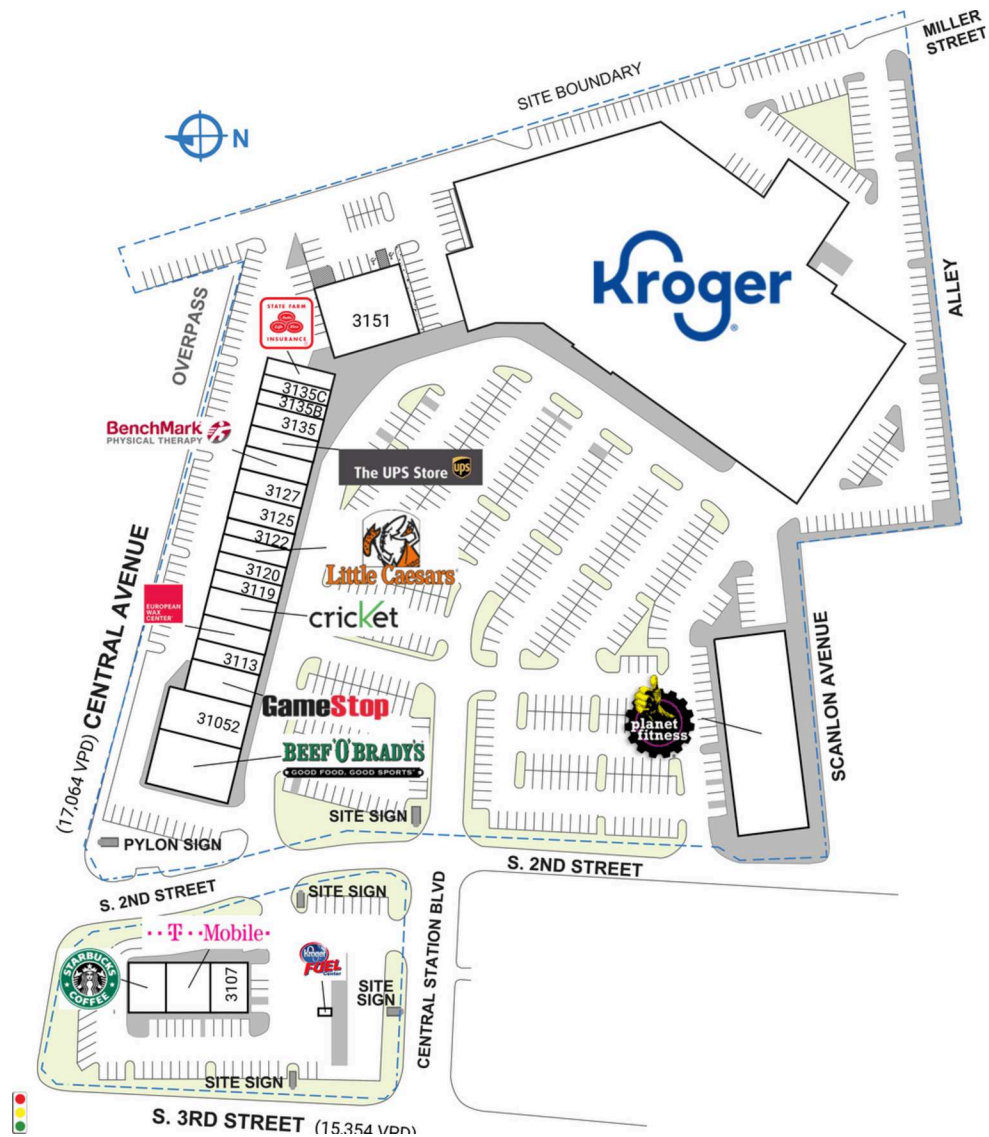 MILLER
STREET
SITE BOUNDARY
N
OVERPASS
STATE FARM
INSURANCE
3151
Kroger
ALLEY
3135C
3135B
3135
BenchMark
PHYSICAL THERAPY
The UPS Store ups
3127
3125
3122
Little Caesars
3120
3119
cricket
EUROPEAN
WAX
CENTER
3113
GameStop
31052
BEEF 'O' BRADY'S
GOOD FOOD. GOOD SPORTS
(17,064 VPD) CENTRAL AVENUE
planet
fitness
SCANLON AVENUE
SITE SIGN
PYLON SIGN
S. 2ND STREET
S. 2ND STREET
SITE SIGN
T Mobile
STARBUCKS
COFFEE
3107
Kroger
FUEL
Center
SITE
SIGN
CENTRAL STATION BLVD
SITE SIGN
S. 3RD STREET (15,354 VPD)